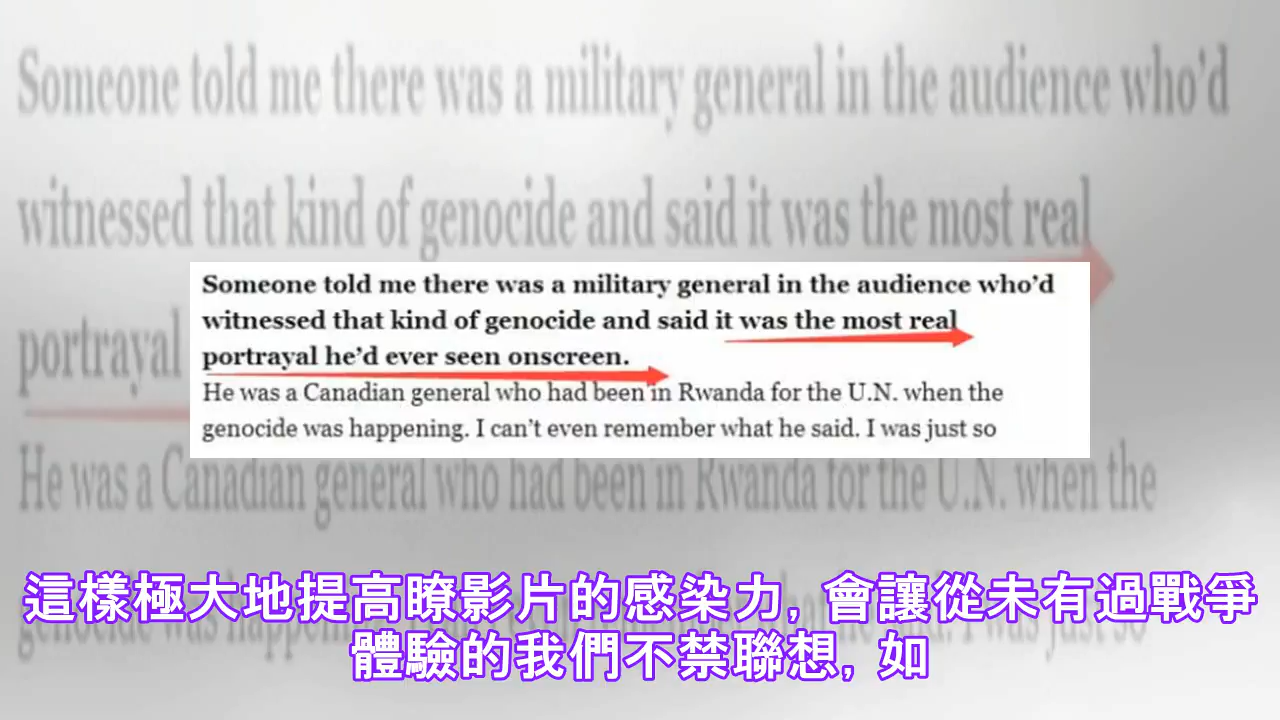 Someone told me there was a military general in the audience who'd
witnessed that kind of genocide and said it was the most real
portrayal
He was a Canadian general who had been in Rwanda for the U.N. when the
Someone told me there was a military general in the audience who'd
witnessed that kind of genocide and said it was the most real
portrayal he'd ever seen onscreen.
He was a Canadian general who had been in Rwanda for the U.N. when the
genocide was happening. I can't even remember what he said. I was just so
這樣極大地提高瞭影片的感染力, 會讓從未有過戰爭
體驗的我們不禁聯想, 如